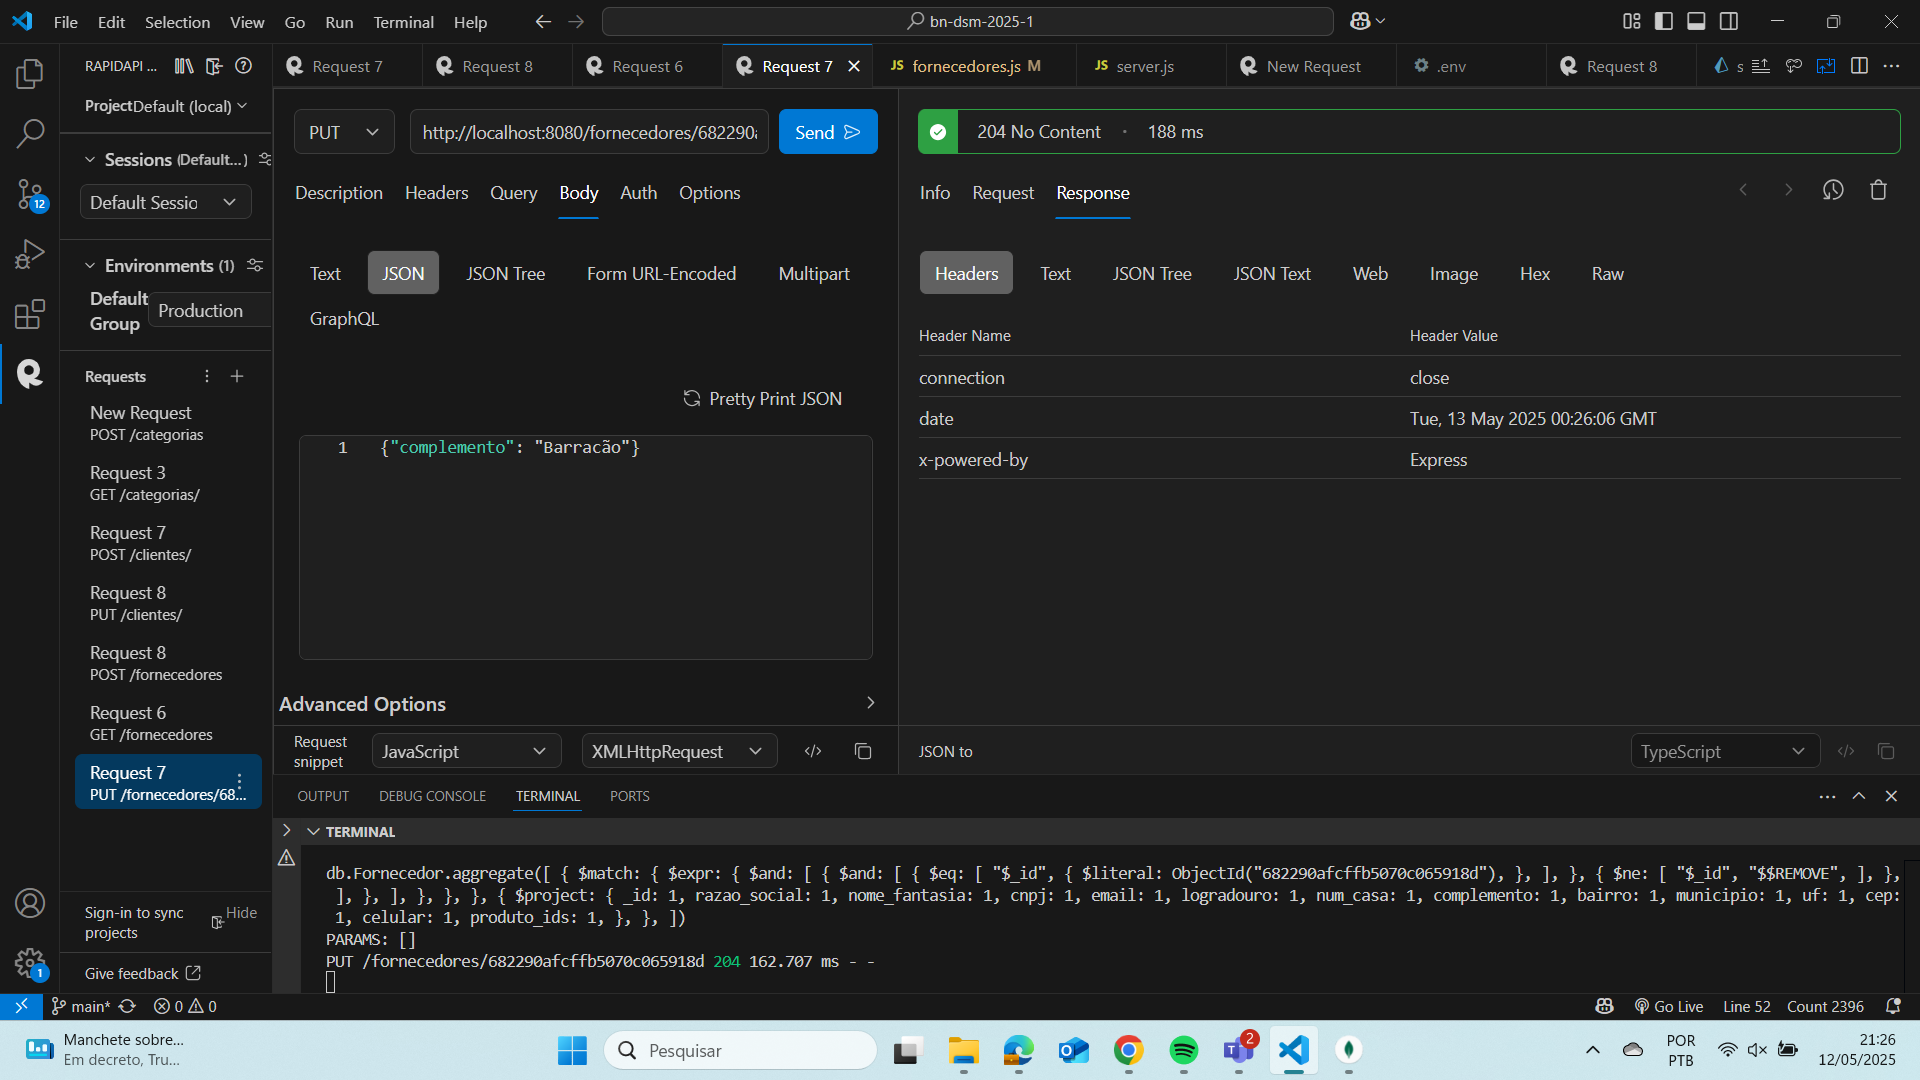 File Edit Selection View Go Run Terminal Help
bn-dsm-2025-1
RAPIDAPI ...
Request 7
Request 8
Request 6
Request 7
JS fornecedores.js M
JS server.js
New Request
.env
Request 8
s
Project Default (local)
Sessions (Default...)
Default Sessio
Environments (1)
Default Group
Production
Requests
New Request
POST /categorias
Request 3
GET /categorias/
Request 7
POST /clientes/
Request 8
PUT /clientes/
Request 8
POST /fornecedores
Request 6
GET /fornecedores
Request 7
PUT /fornecedores/68...
Sign-in to sync projects
Hide
Give feedback
12
1
PUT
http://localhost:8080/fornecedores/682290a
Send
Description Headers Query Body Auth Options
Text JSON JSON Tree Form URL-Encoded Multipart
GraphQL
Pretty Print JSON
1 {"complemento": "Barracão"}
Advanced Options
Request snippet
JavaScript
XMLHttpRequest
204 No Content · 188 ms
Info Request Response
Headers Text JSON Tree JSON Text Web Image Hex Raw
Header Name Header Value
connection close
date Tue, 13 May 2025 00:26:06 GMT
x-powered-by Express
JSON to
TypeScript
OUTPUT DEBUG CONSOLE TERMINAL PORTS
TERMINAL
db.Fornecedor.aggregate([ { $match: { $expr: { $and: [ { $and: [ { $eq: [ "$_id", { $literal: ObjectId("682290afcffb5070c065918d"), }, ], }, { $ne: [ "$_id", "$$REMOVE", ], },
], }, ], }, }, }, { $project: { _id: 1, razao_social: 1, nome_fantasia: 1, cnpj: 1, email: 1, logradouro: 1, num_casa: 1, complemento: 1, bairro: 1, municipio: 1, uf: 1, cep:
1, celular: 1, produto_ids: 1, }, }, ])
PARAMS: []
PUT /fornecedores/682290afcffb5070c065918d 204 162.707 ms - -
main* 0 0
Go Live Line 52 Count 2396
Manchete sobre...
Em decreto, Tru...
Pesquisar
2
POR
PTB
21:26
12/05/2025